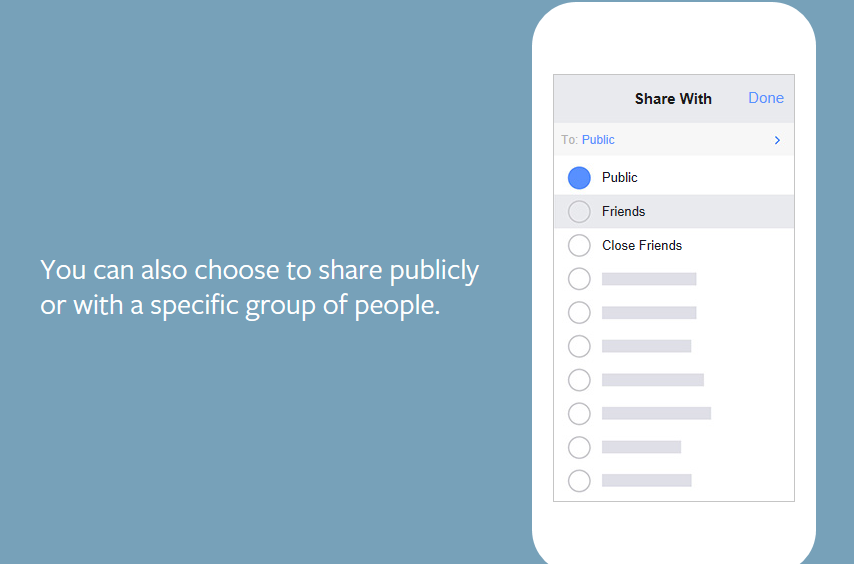 You can also choose to share publicly
or with a specific group of people.
Share With
Done
To: Public
Public
Friends
Close Friends